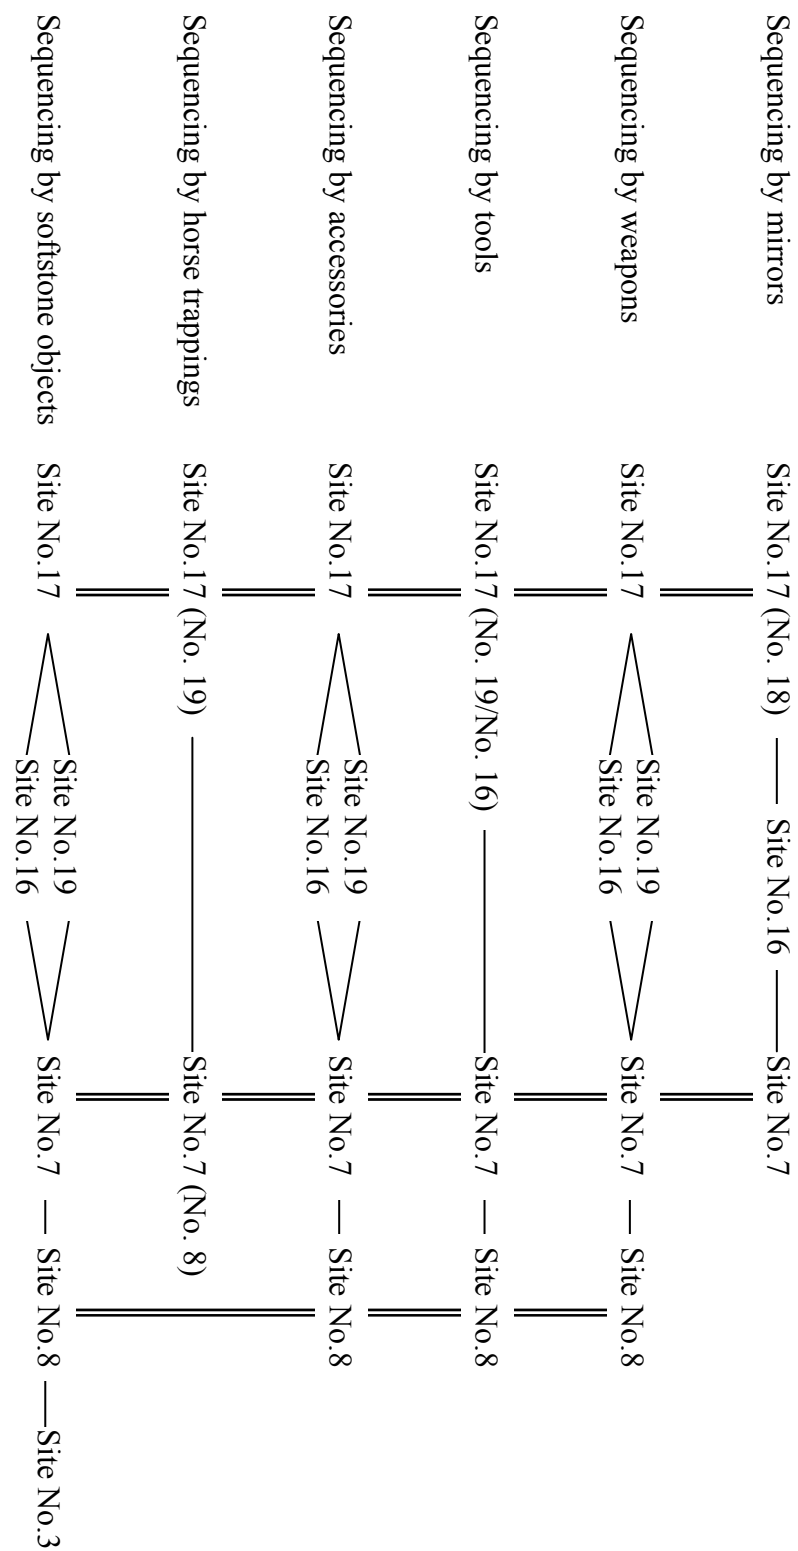 Sequencing by mirrors Site No.17 (No. 18) Site No.16 Site No.7
Sequencing by weapons Site No.17 Site No.19 Site No.7 Site No.8
Site No.16
Sequencing by tools Site No.17 (No. 19/No. 16) Site No.7 Site No.8
Sequencing by accessories Site No.17 Site No.19 Site No.7 Site No.8
Site No.16
Sequencing by horse trappings Site No.17 (No. 19) Site No.7 (No. 8)
Sequencing by softstone objects Site No.17 Site No.19 Site No.7 Site No.8 Site No.3
Site No.16